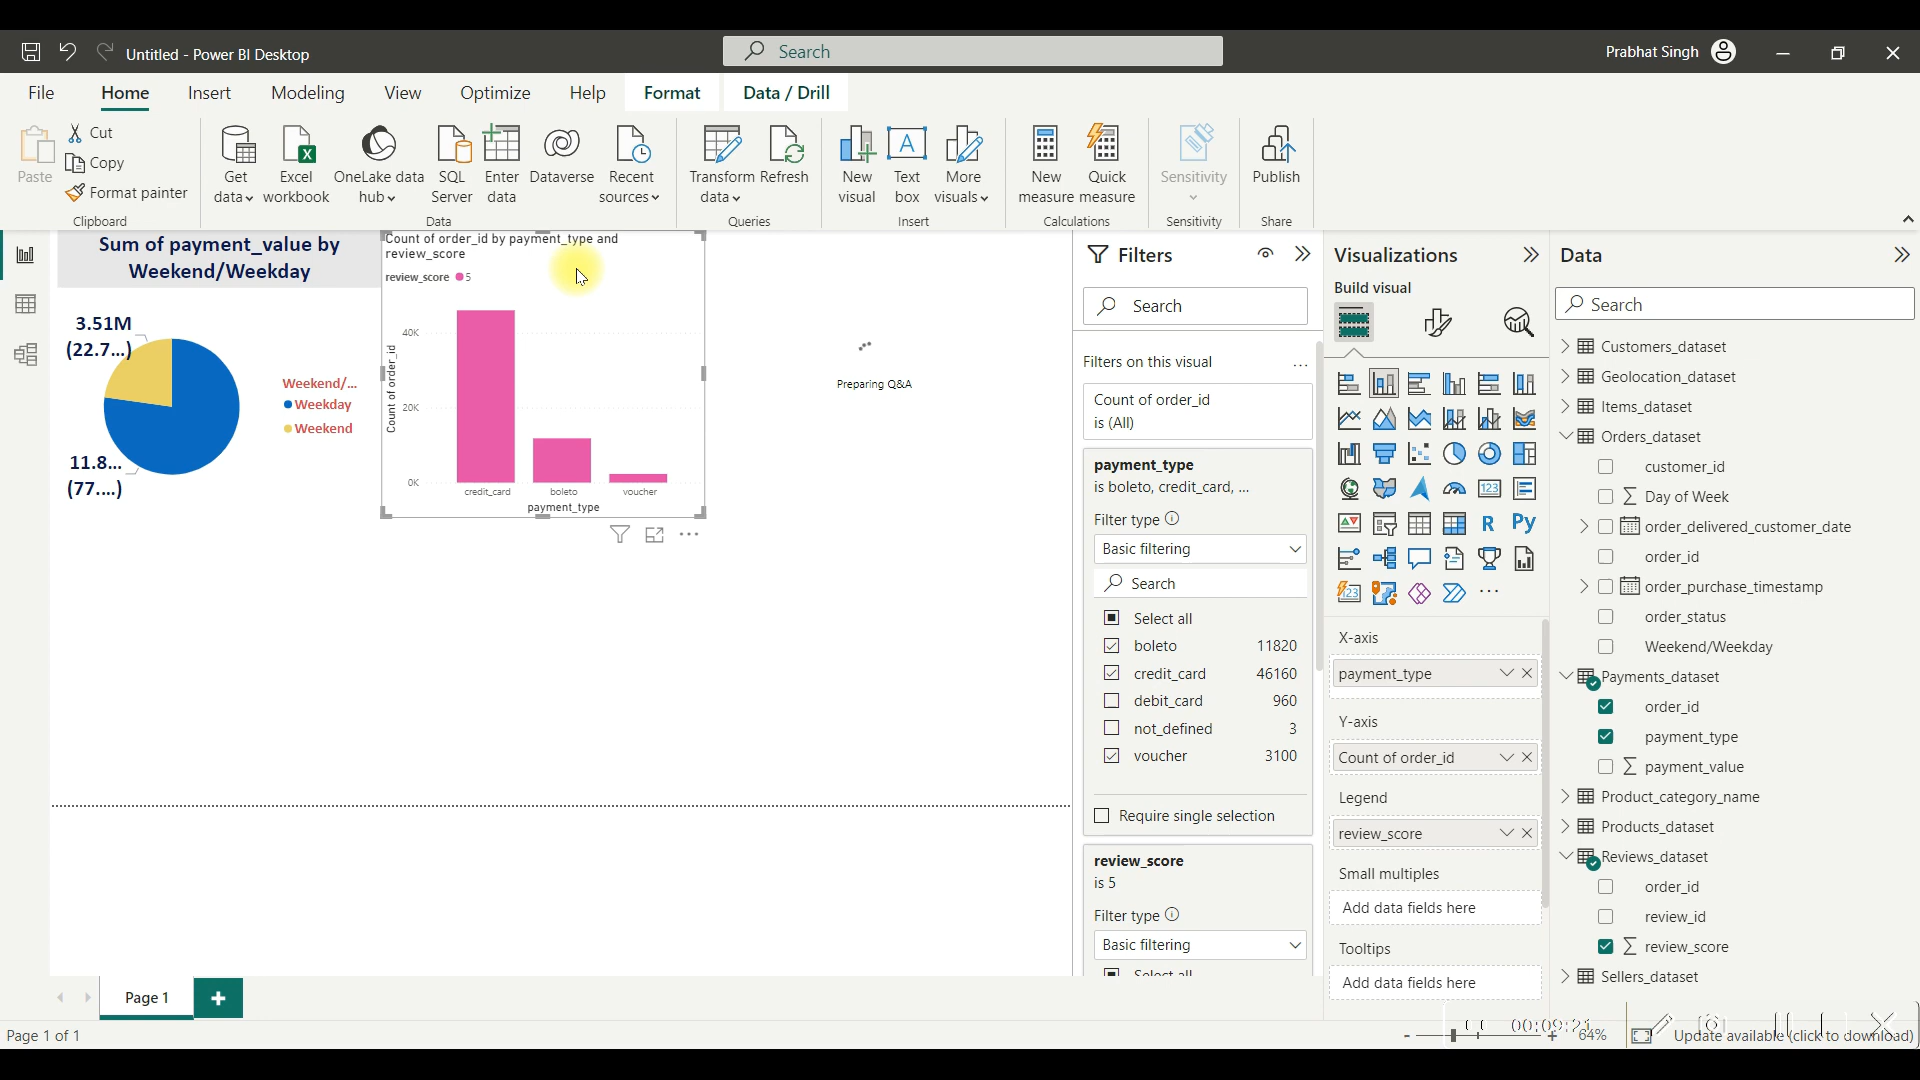 Untitled - Power BI Desktop
Search
Prabhat Singh
File
Home
Insert
Modeling
View
Optimize
Help
Format
Data / Drill
Paste
Cut
Copy
Format painter
Clipboard
Get data
Excel workbook
OneLake data hub
SQL Server
Enter data
Dataverse
Recent sources
Data
Transform data
Refresh
Queries
New visual
Text box
More visuals
Insert
New measure
Quick measure
Calculations
Sensitivity
Sensitivity
Publish
Share
Sum of payment_value by
Weekend/Weekday
3.51M
(22.7...)
11.8...
(77....)
Weekend/...
Weekday
Weekend
Count of order_id by payment_type and
review_score
review_score 5
Count of order_id
40K
20K
0K
credit_card
boleto
voucher
payment_type
Preparing Q&A
Filters
Search
Filters on this visual
...
Count of order_id
is (All)
payment_type
is boleto, credit_card, ...
Filter type
Basic filtering
Search
Select all
boleto 11820
credit_card 46160
debit_card 960
not_defined 3
voucher 3100
Require single selection
review_score
is 5
Filter type
Basic filtering
Select all
Visualizations
Build visual
R
Py
123
X-axis
payment_type
Y-axis
Count of order_id
Legend
review_score
Small multiples
Add data fields here
Tooltips
Add data fields here
Data
Search
Customers_dataset
Geolocation_dataset
Items_dataset
Orders_dataset
customer_id
Day of Week
order_delivered_customer_date
order_id
order_purchase_timestamp
order_status
Weekend/Weekday
Payments_dataset
order_id
payment_type
payment_value
Product_category_name
Products_dataset
Reviews_dataset
order_id
review_id
review_score
Sellers_dataset
Page 1
+
Page 1 of 1
00:09:21
- + 64%
Update available (click to download)